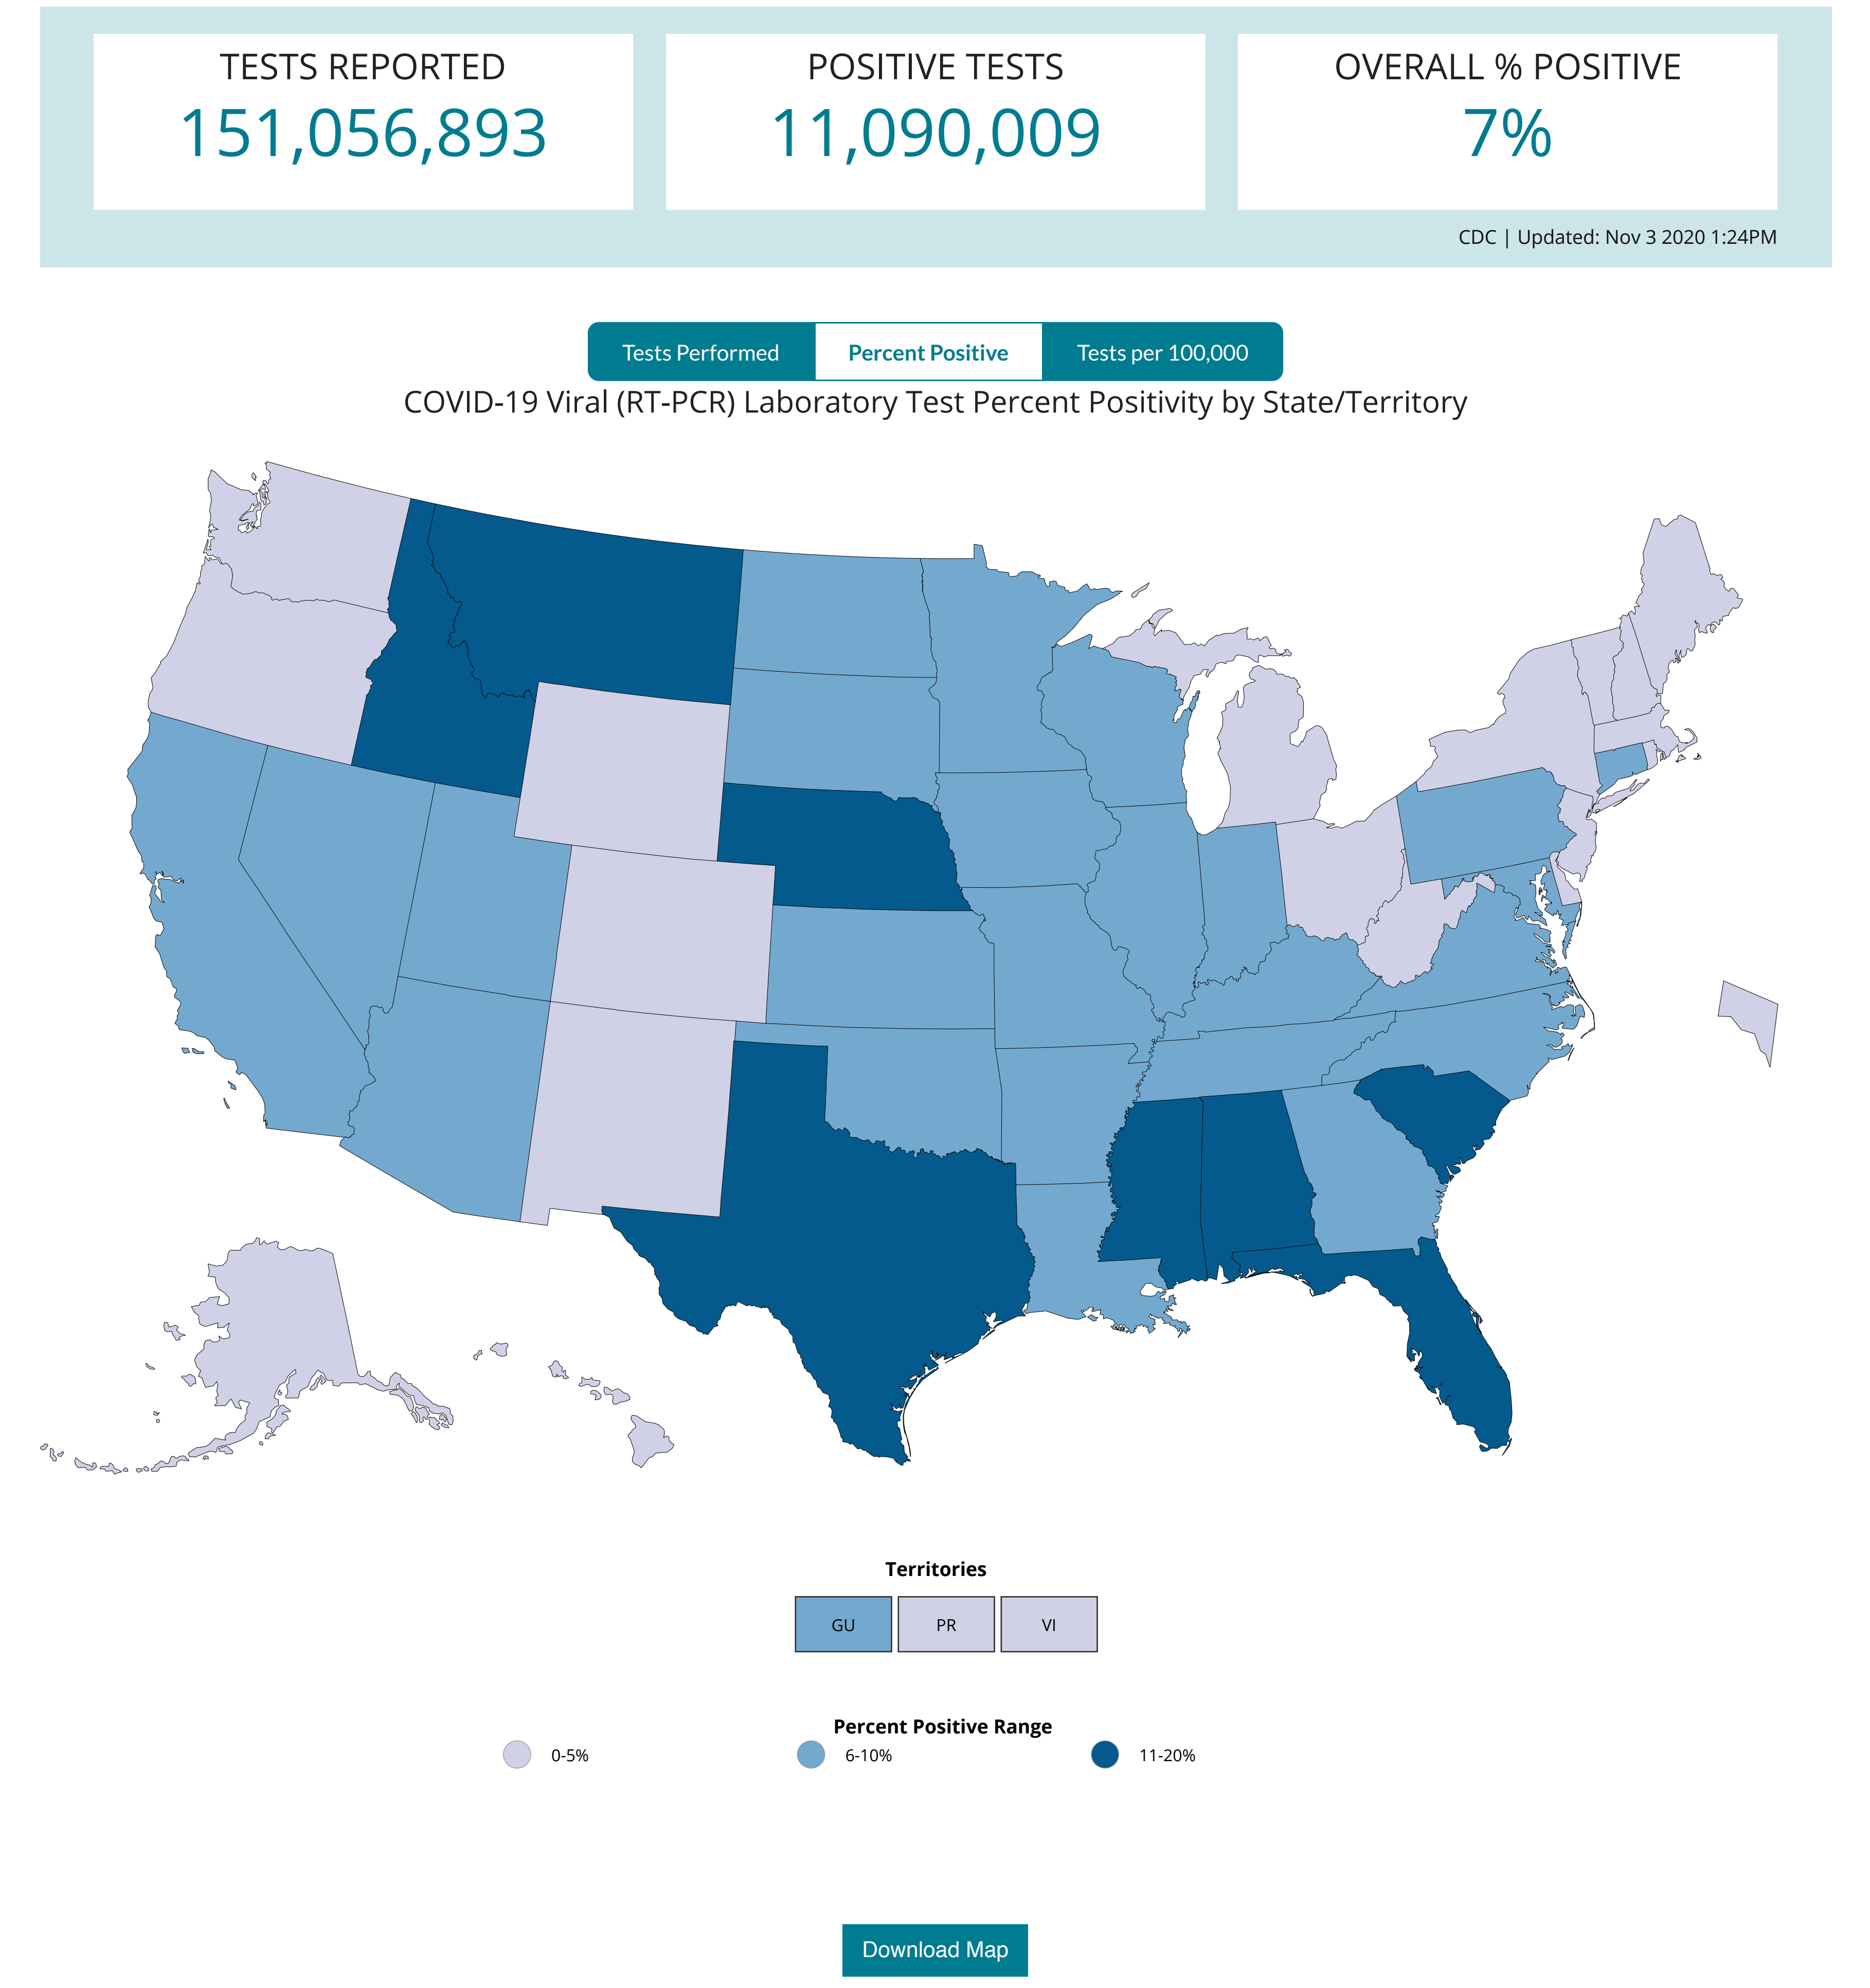 TESTS REPORTED
151,056,893
POSITIVE TESTS
11,090,009
OVERALL % POSITIVE
7%
CDC | Updated: Nov 3 2020 1:24PM
Tests Performed
Percent Positive
Tests per 100,000
COVID-19 Viral (RT-PCR) Laboratory Test Percent Positivity by State/Territory
Territories
GU
PR
VI
Percent Positive Range
0-5%
6-10%
11-20%
Download Map